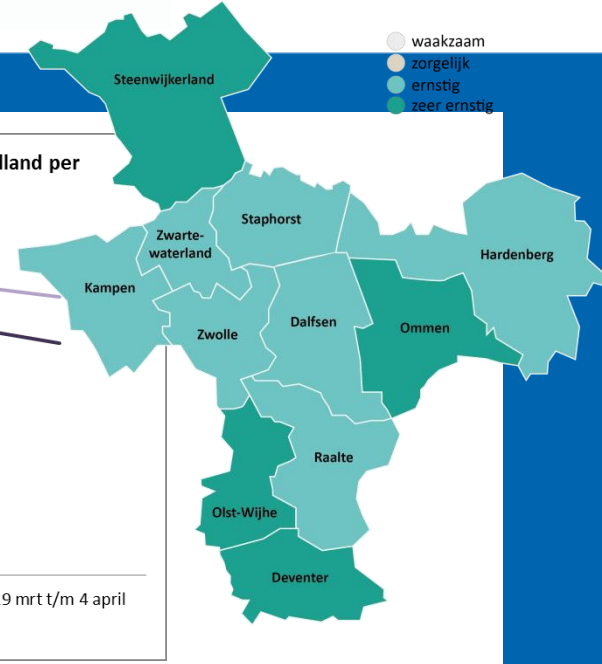 waakzaam
zorgelijk
ernstig
zeer ernstig
Steenwijkerland
lland per
Staphorst
Zwarte-
waterland
Hardenberg
Kampen
Zwolle
Dalfsen
Ommen
Raalte
Olst-Wijhe
Deventer
9 mrt t/m 4 april